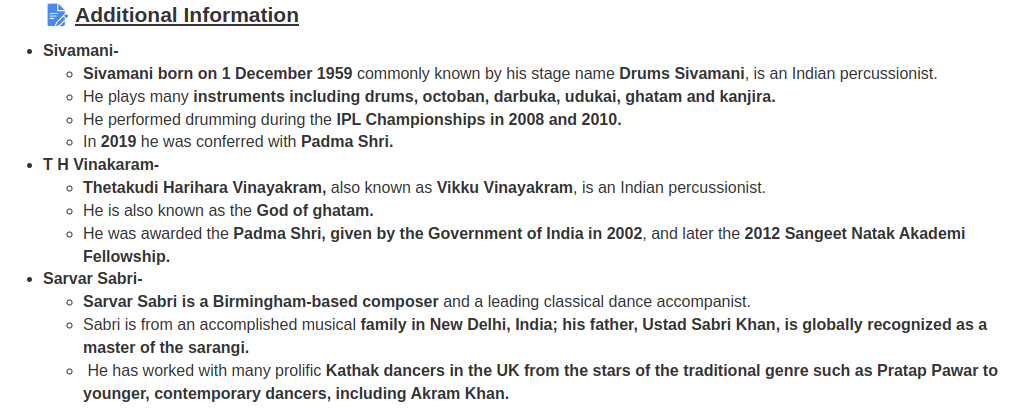 Additional Information
Sivamani-
Sivamani born on 1 December 1959 commonly known by his stage name Drums Sivamani, is an Indian percussionist.
He plays many instruments including drums, octoban, darbuka, udukai, ghatam and kanjira.
He performed drumming during the IPL Championships in 2008 and 2010.
In 2019 he was conferred with Padma Shri.
T H Vinakaram-
Thetakudi Harihara Vinayakram, also known as Vikku Vinayakram, is an Indian percussionist.
He is also known as the God of ghatam.
He was awarded the Padma Shri, given by the Government of India in 2002, and later the 2012 Sangeet Natak Akademi
Fellowship.
Sarvar Sabri-
Sarvar Sabri is a Birmingham-based composer and a leading classical dance accompanist.
Sabri is from an accomplished musical family in New Delhi, India; his father, Ustad Sabri Khan, is globally recognized as a
master of the sarangi.
He has worked with many prolific Kathak dancers in the UK from the stars of the traditional genre such as Pratap Pawar to
younger, contemporary dancers, including Akram Khan.